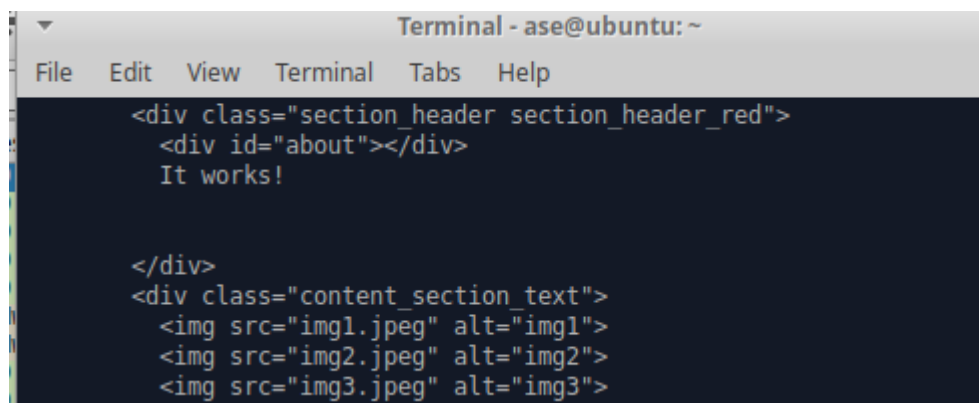 Terminal - ase@ubuntu: ~
File Edit View Terminal Tabs Help
<div class="section_header section_header_red">
<div id="about"></div>
It works!
</div>
<div class="content_section_text">
<img src="img1.jpeg" alt="img1">
<img src="img2.jpeg" alt="img2">
<img src="img3.jpeg" alt="img3">